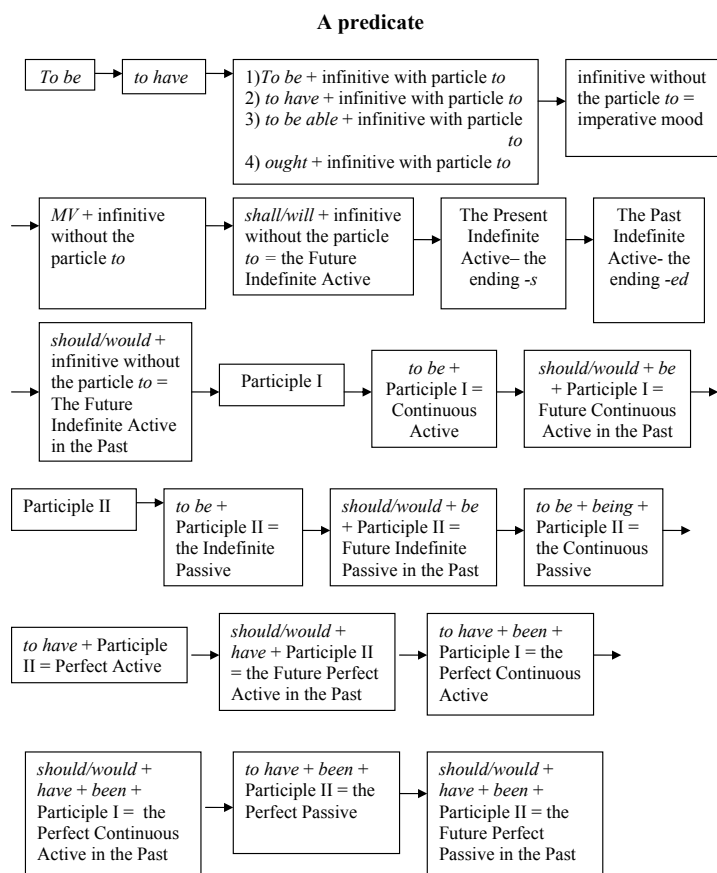 A predicate
To be
to have
1)To be + infinitive with particle to
2) to have + infinitive with particle to
3) to be able + infinitive with particle
to
4) ought + infinitive with particle to
infinitive without
the particle to =
imperative mood
MV + infinitive
without the
particle to
shall/will + infinitive
without the particle
to = the Future
Indefinite Active
The Present
Indefinite
Active– the
ending -s
The Past
Indefinite
Active- the
ending -ed
should/would +
infinitive without
the particle to =
The Future
Indefinite Active
in the Past
Participle I
to be +
Participle I =
Continuous
Active
should/would + be
+ Participle I =
Future Continuous
Active in the Past
Participle II
to be +
Participle II =
the Indefinite
Passive
should/would + be
+ Participle II =
Future Indefinite
Passive in the Past
to be + being +
Participle II =
the Continuous
Passive
to have + Participle
II = Perfect Active
should/would +
have + Participle II
= the Future Perfect
Active in the Past
to have + been +
Participle I = the
Perfect Continuous
Active
should/would +
have + been +
Participle I = the
Perfect Continuous
Active in the Past
to have + been +
Participle II = the
Perfect Passive
should/would +
have + been +
Participle II = the
Future Perfect
Passive in the Past